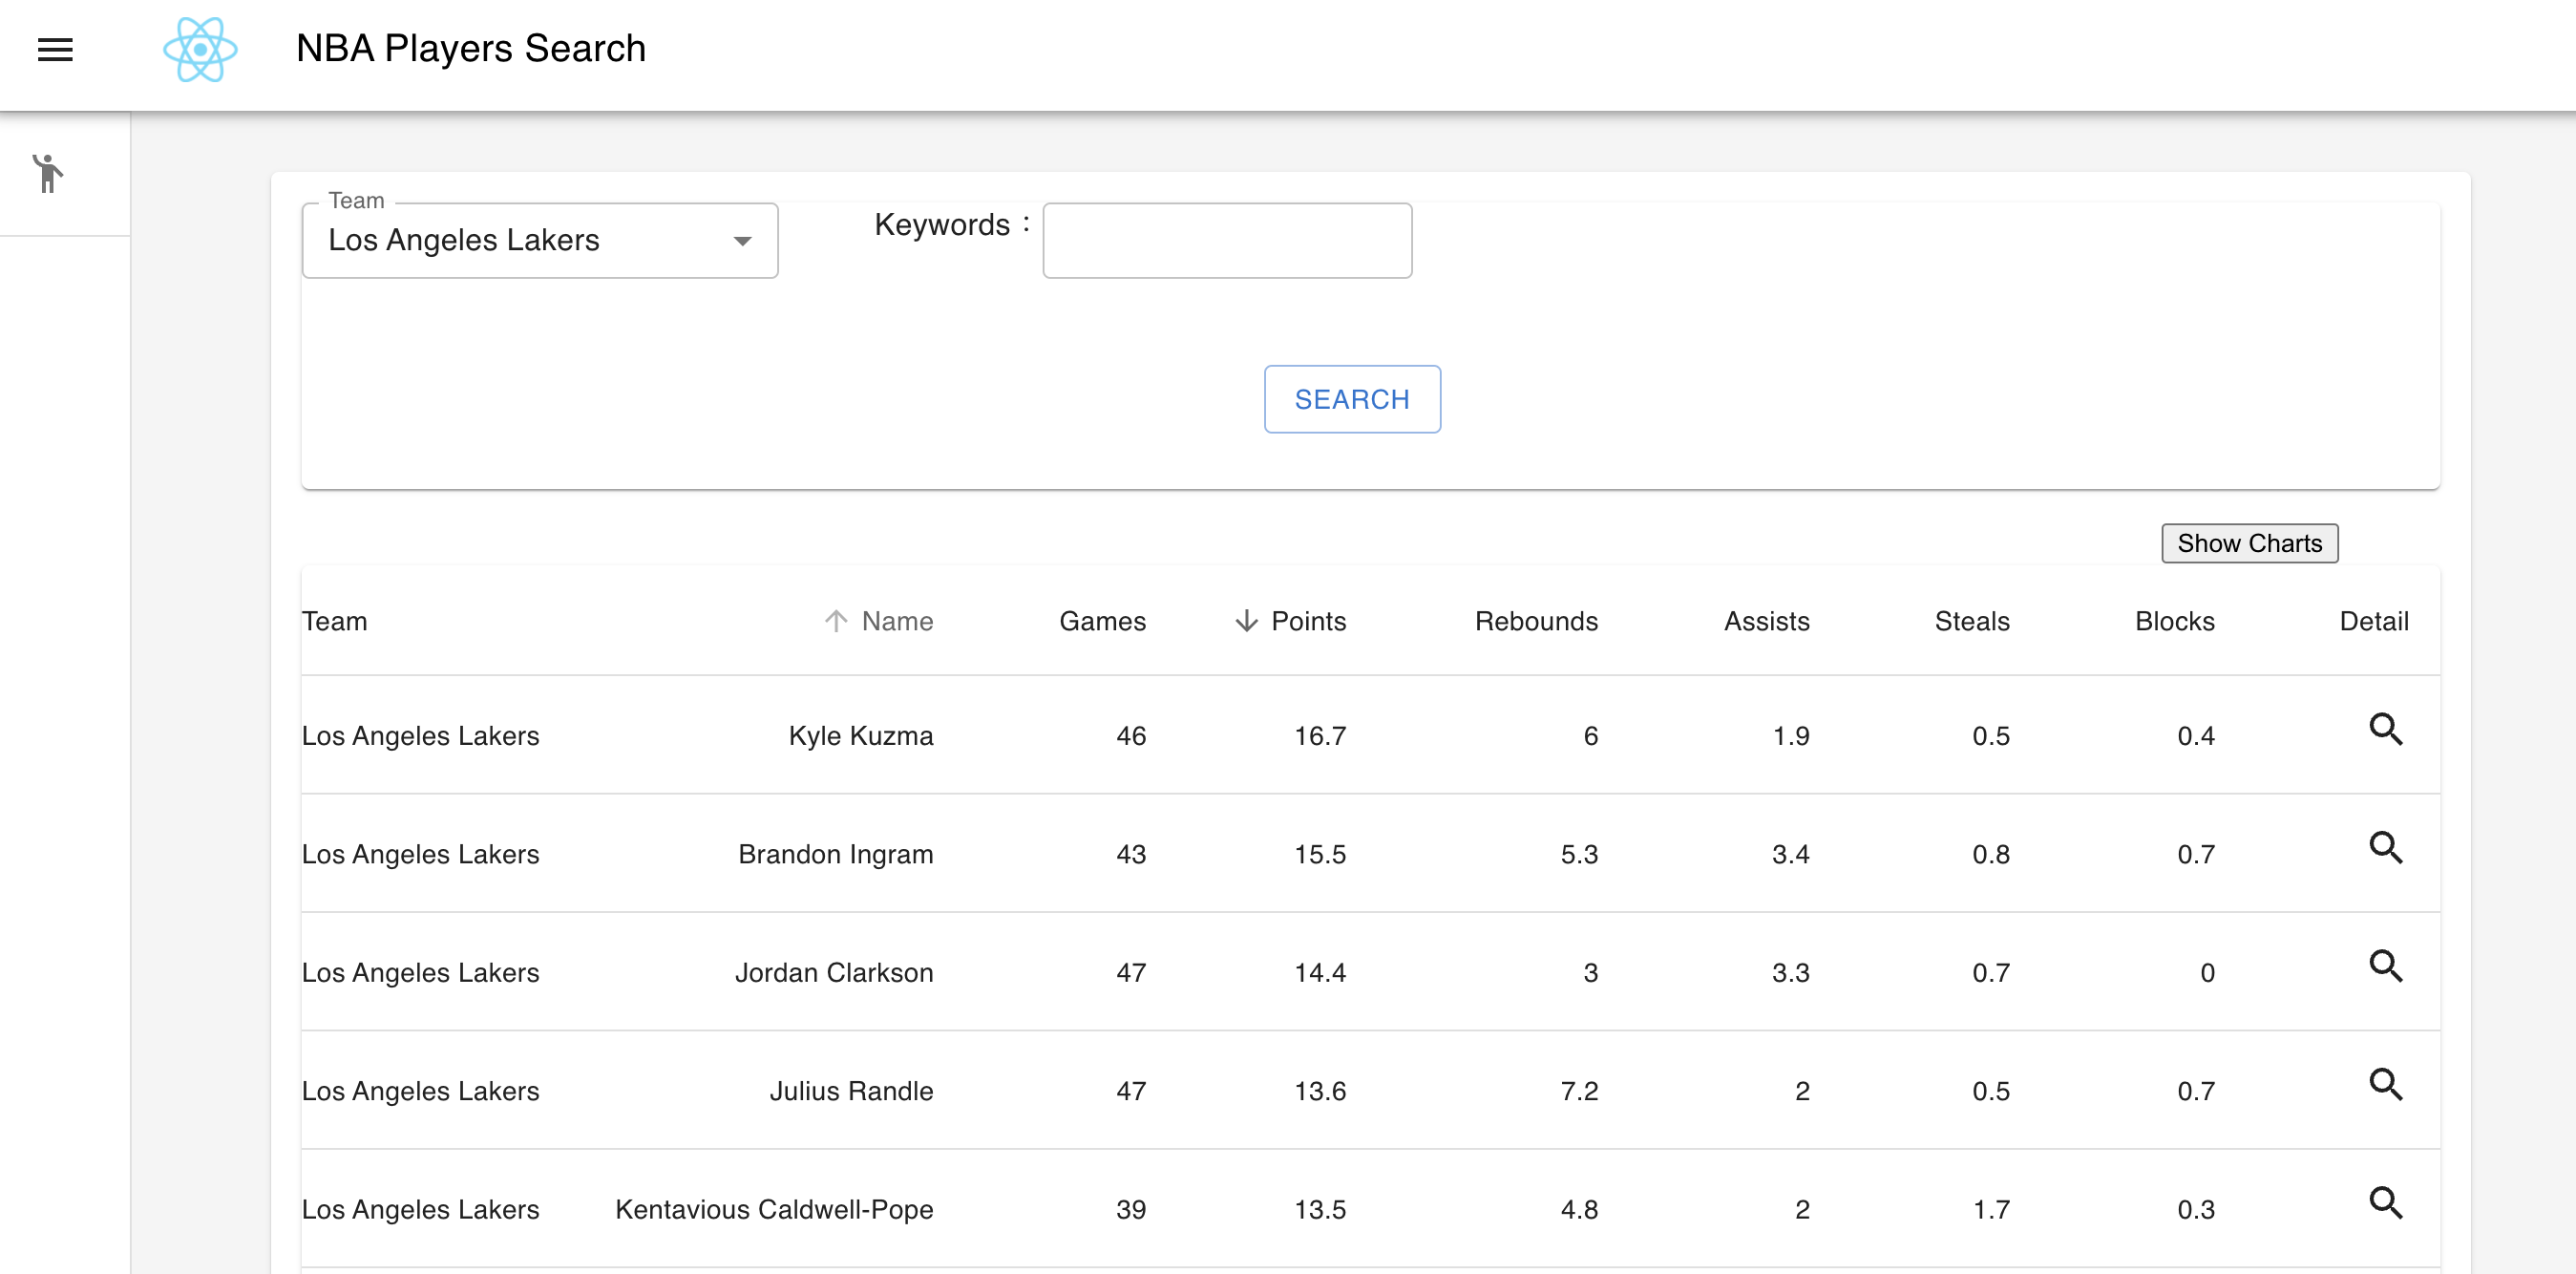 NBA Players Search
Team
Los Angeles Lakers
Keywords：
SEARCH
Show Charts
Team Name Games Points Rebounds Assists Steals Blocks Detail
Los Angeles Lakers Kyle Kuzma 46 16.7 6 1.9 0.5 0.4
Los Angeles Lakers Brandon Ingram 43 15.5 5.3 3.4 0.8 0.7
Los Angeles Lakers Jordan Clarkson 47 14.4 3 3.3 0.7 0
Los Angeles Lakers Julius Randle 47 13.6 7.2 2 0.5 0.7
Los Angeles Lakers Kentavious Caldwell-Pope 39 13.5 4.8 2 1.7 0.3